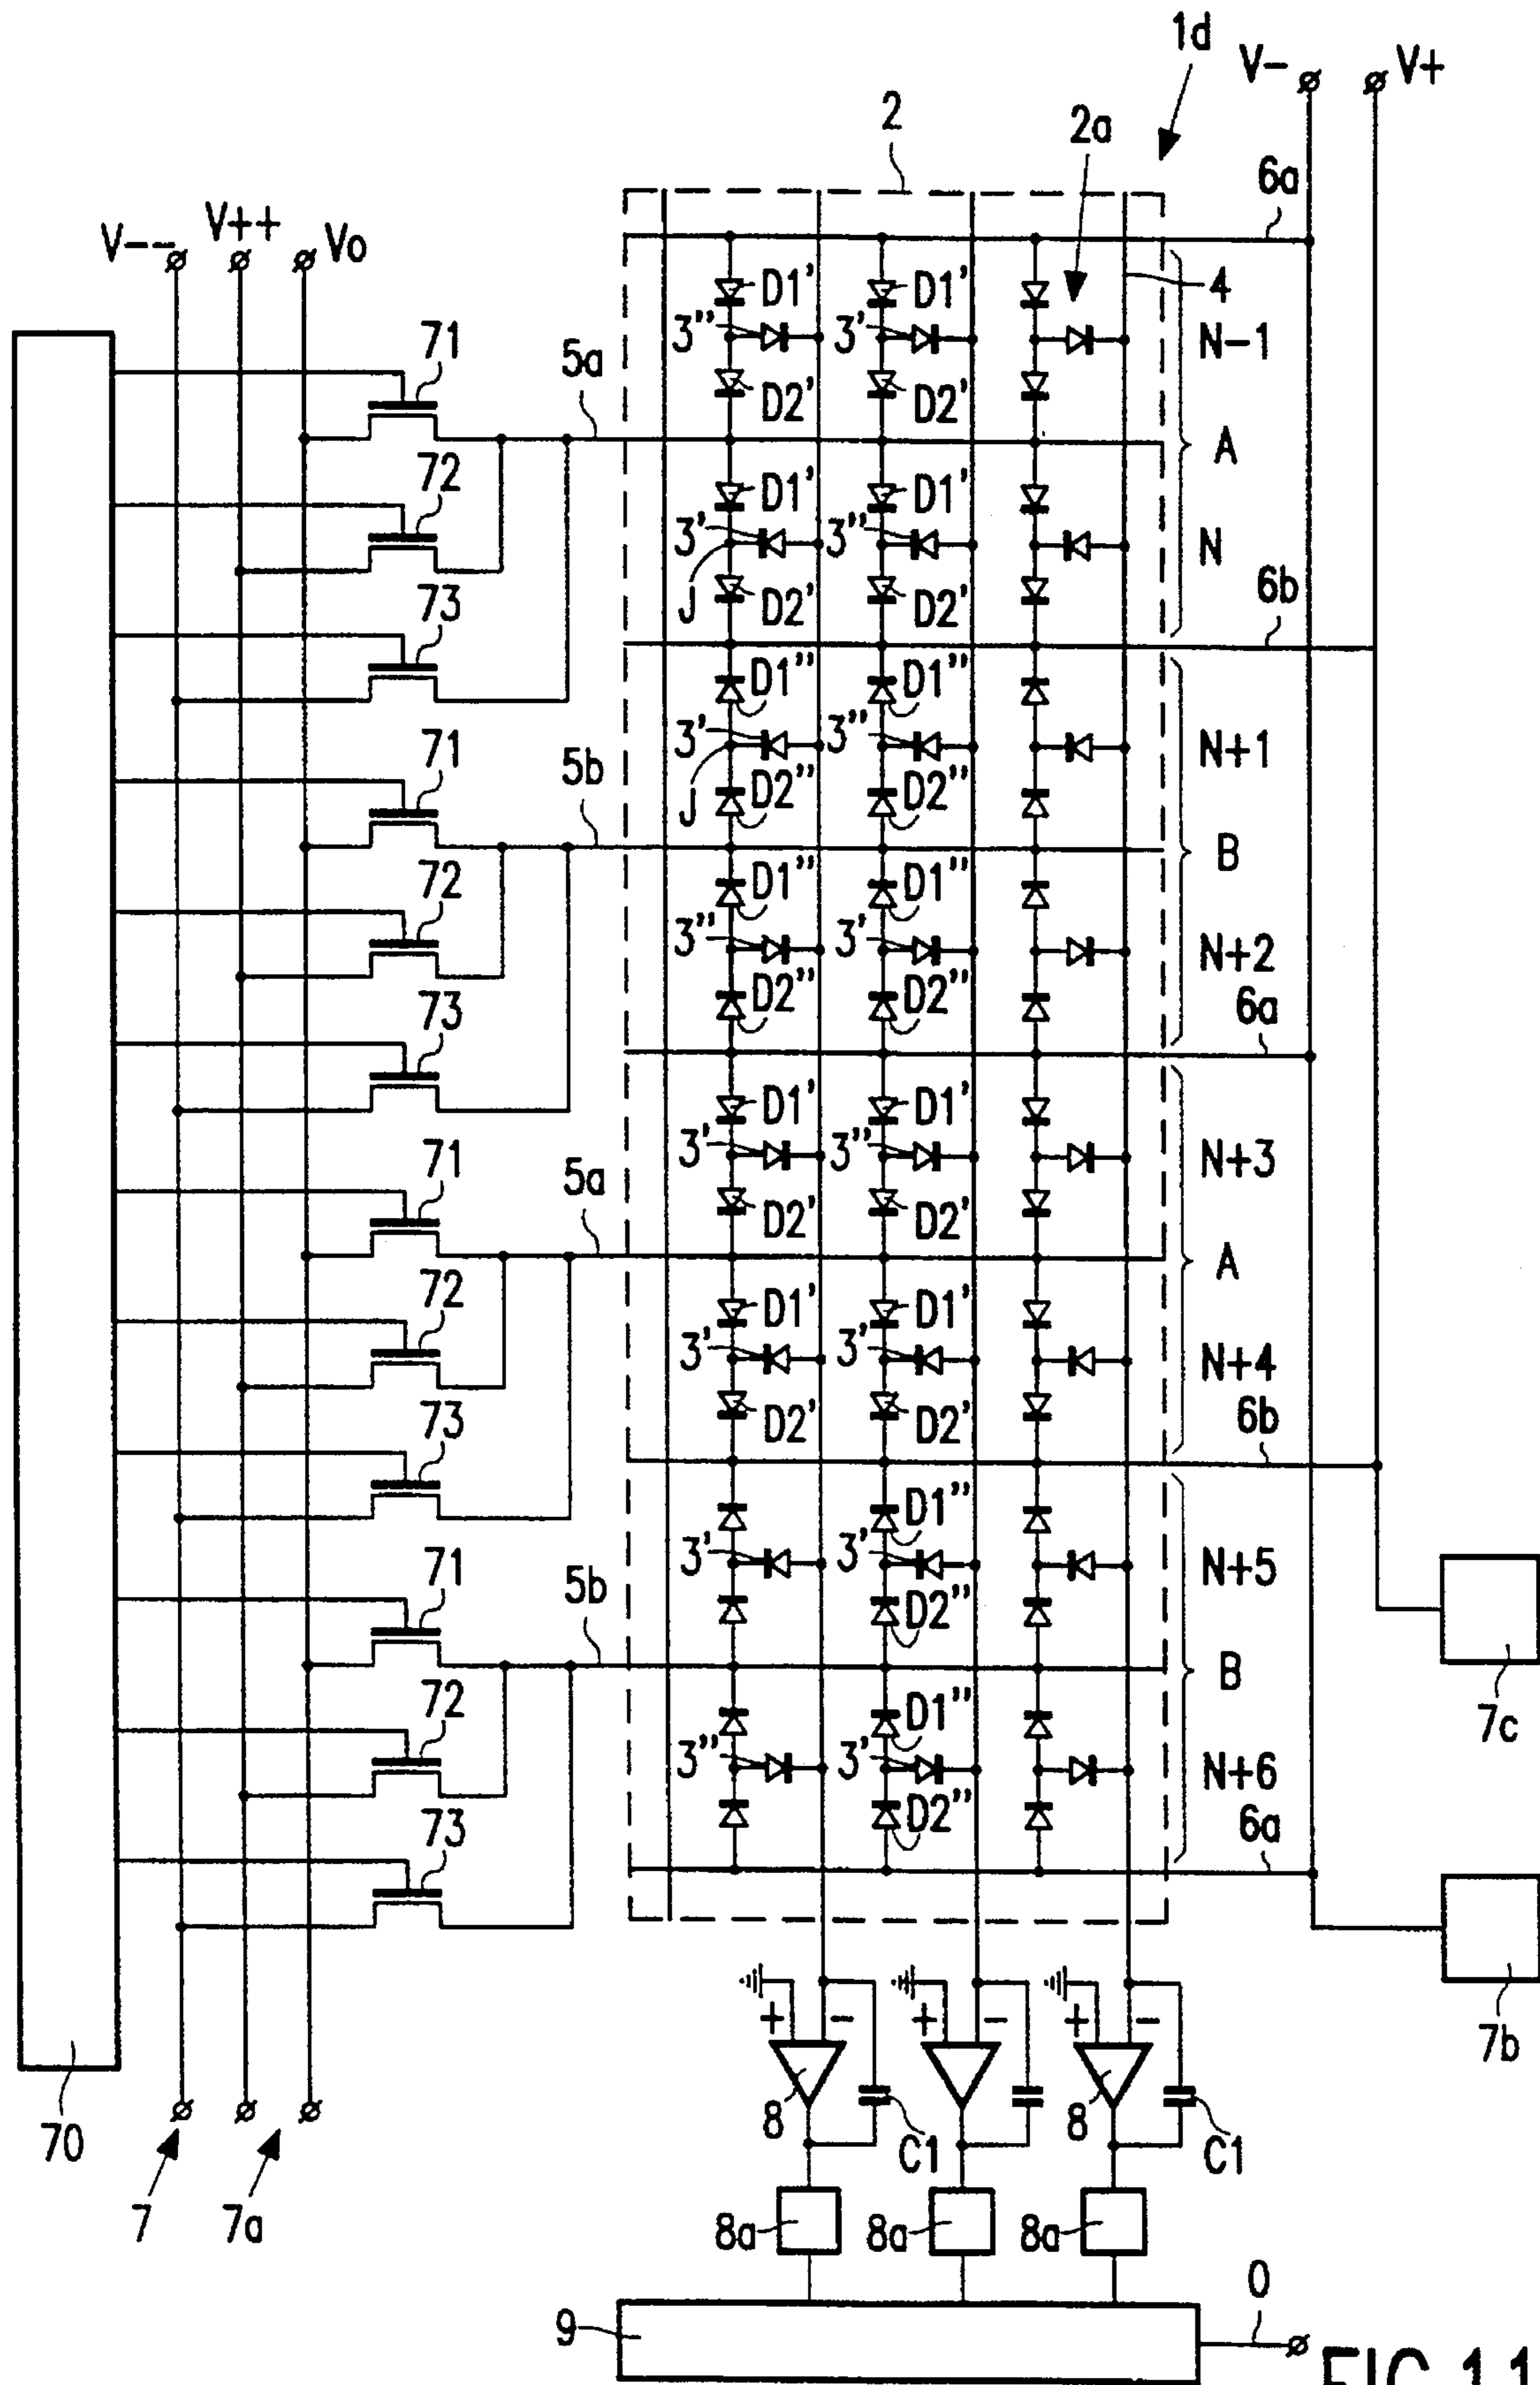 1d
V- V+
2 2a
6a
V-- V++ Vo
D1' D1' 4
71 3'' 3' N-1
5a
D2' D2'
A
72 D1' D1'
3' 3'' N
J D2' D2' 6b
73
D1'' D1''
3' 3'' N+1
71 5b
J D2'' D2''
B
72 D1'' D1''
3'' 3' N+2
D2'' D2'' 6a
73
D1' D1'
3' 3'' N+3
71 5a
D2' D2'
A
72 D1' D1'
3' 3' N+4
D2' D2' 6b
73
D1''
3' 3' N+5
71 5b
D2''
B
7c
72 D1''
3'' 3' N+6
D2'' 6a
73
+ - + - + -
7b
8 8
70 C1 C1
7 7a 8a 8a 8a
O
9
FIG.11